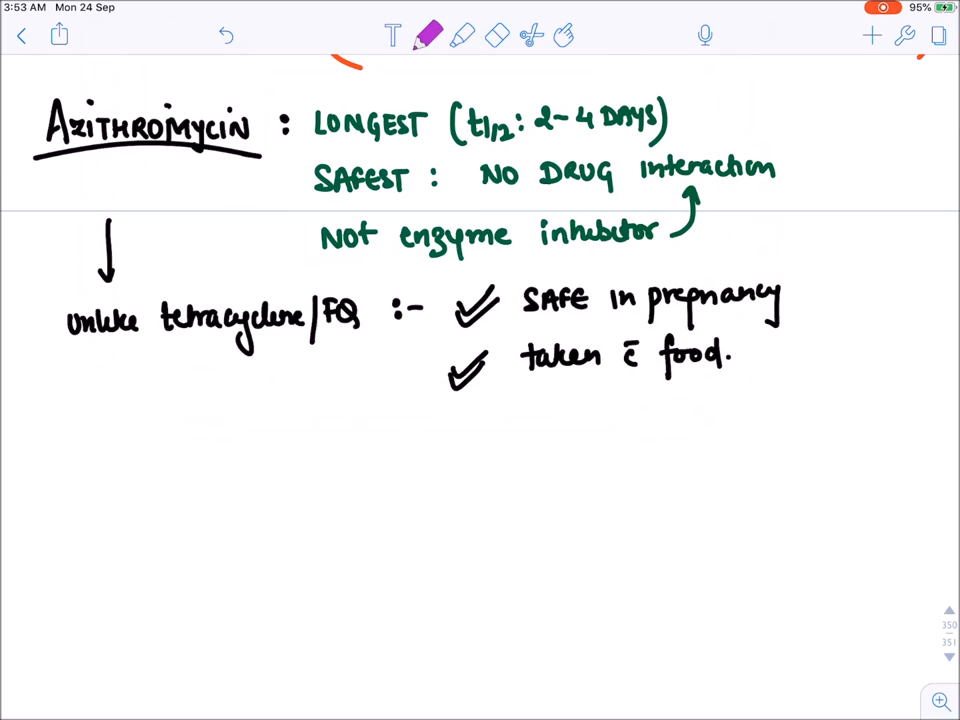 3:53 AM Mon 24 Sep 95%
T
AZITHROMYCIN : LONGEST (t1/2 : 2-4 DAYS)
SAFEST : NO DRUG interaction
Not enzyme inhibitor
unlike tetracycline/FQ :- SAFE in pregnancy
taken c̄ food.
350
351